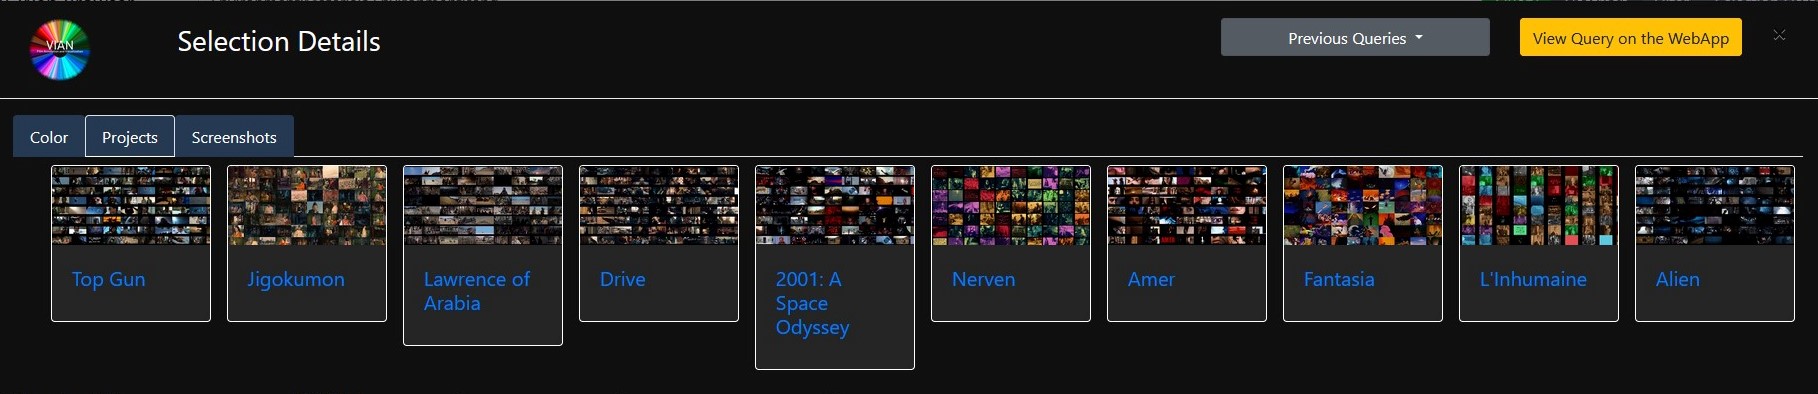 VIAN
Selection Details
Previous Queries
View Query on the WebApp
Color
Projects
Screenshots
Top Gun
Jigokumon
Lawrence of
Arabia
Drive
2001: A
Space
Odyssey
Nerven
Amer
Fantasia
L'Inhumaine
Alien